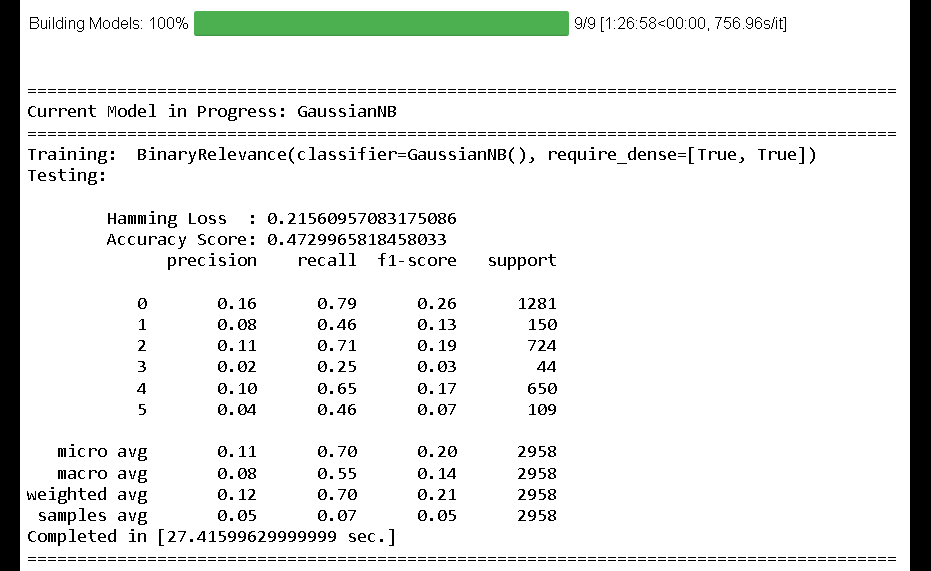 Building Models: 100% 9/9 [1:26:58<00:00, 756.96s/it]
=======================================================================================
Current Model in Progress: GaussianNB
=======================================================================================
Training:  BinaryRelevance(classifier=GaussianNB(), require_dense=[True, True])
Testing:
Hamming Loss  : 0.21560957083175086
Accuracy Score: 0.4729965818458033
precision    recall  f1-score   support
0       0.16      0.79      0.26      1281
1       0.08      0.46      0.13       150
2       0.11      0.71      0.19       724
3       0.02      0.25      0.03        44
4       0.10      0.65      0.17       650
5       0.04      0.46      0.07       109
micro avg       0.11      0.70      0.20      2958
macro avg       0.08      0.55      0.14      2958
weighted avg       0.12      0.70      0.21      2958
samples avg       0.05      0.07      0.05      2958
Completed in [27.41599629999999 sec.]
=======================================================================================